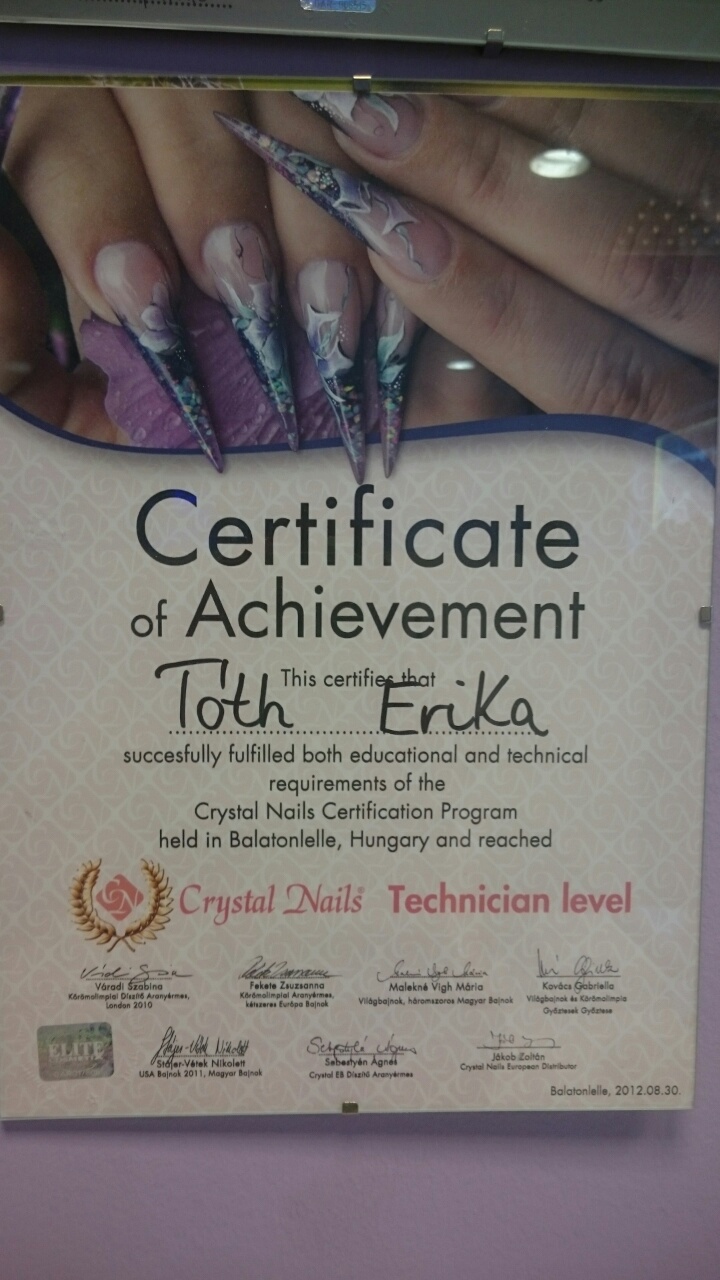 Certificate
of Achievement
This certifies that
Tóth Erika
succesfully fulfilled both educational and technical
requirements of the
Crystal Nails Certification Program
held in Balatonlelle, Hungary and reached
Crystal Nails® Technician level
Váradi Szabina
Körömolimpiai Díszítő Aranyérmes,
London 2010
Fekete Zsuzsanna
Körömolimpiai Aranyérmes,
kétszeres Európa Bajnok
Malekné Vigh Mária
Világbajnok, háromszoros Magyar Bajnok
Kovács Gabriella
Világbajnok és Körömolimpia
Győztesek Győztese
ELITE
Stájer-Vétek Nikolett
USA Bajnok 2011, Magyar Bajnok
Sebestyén Ágnes
Crystal EB Díszítő Aranyérmes
Jákob Zoltán
Crystal Nails European Distributor
Balatonlelle, 2012.08.30.